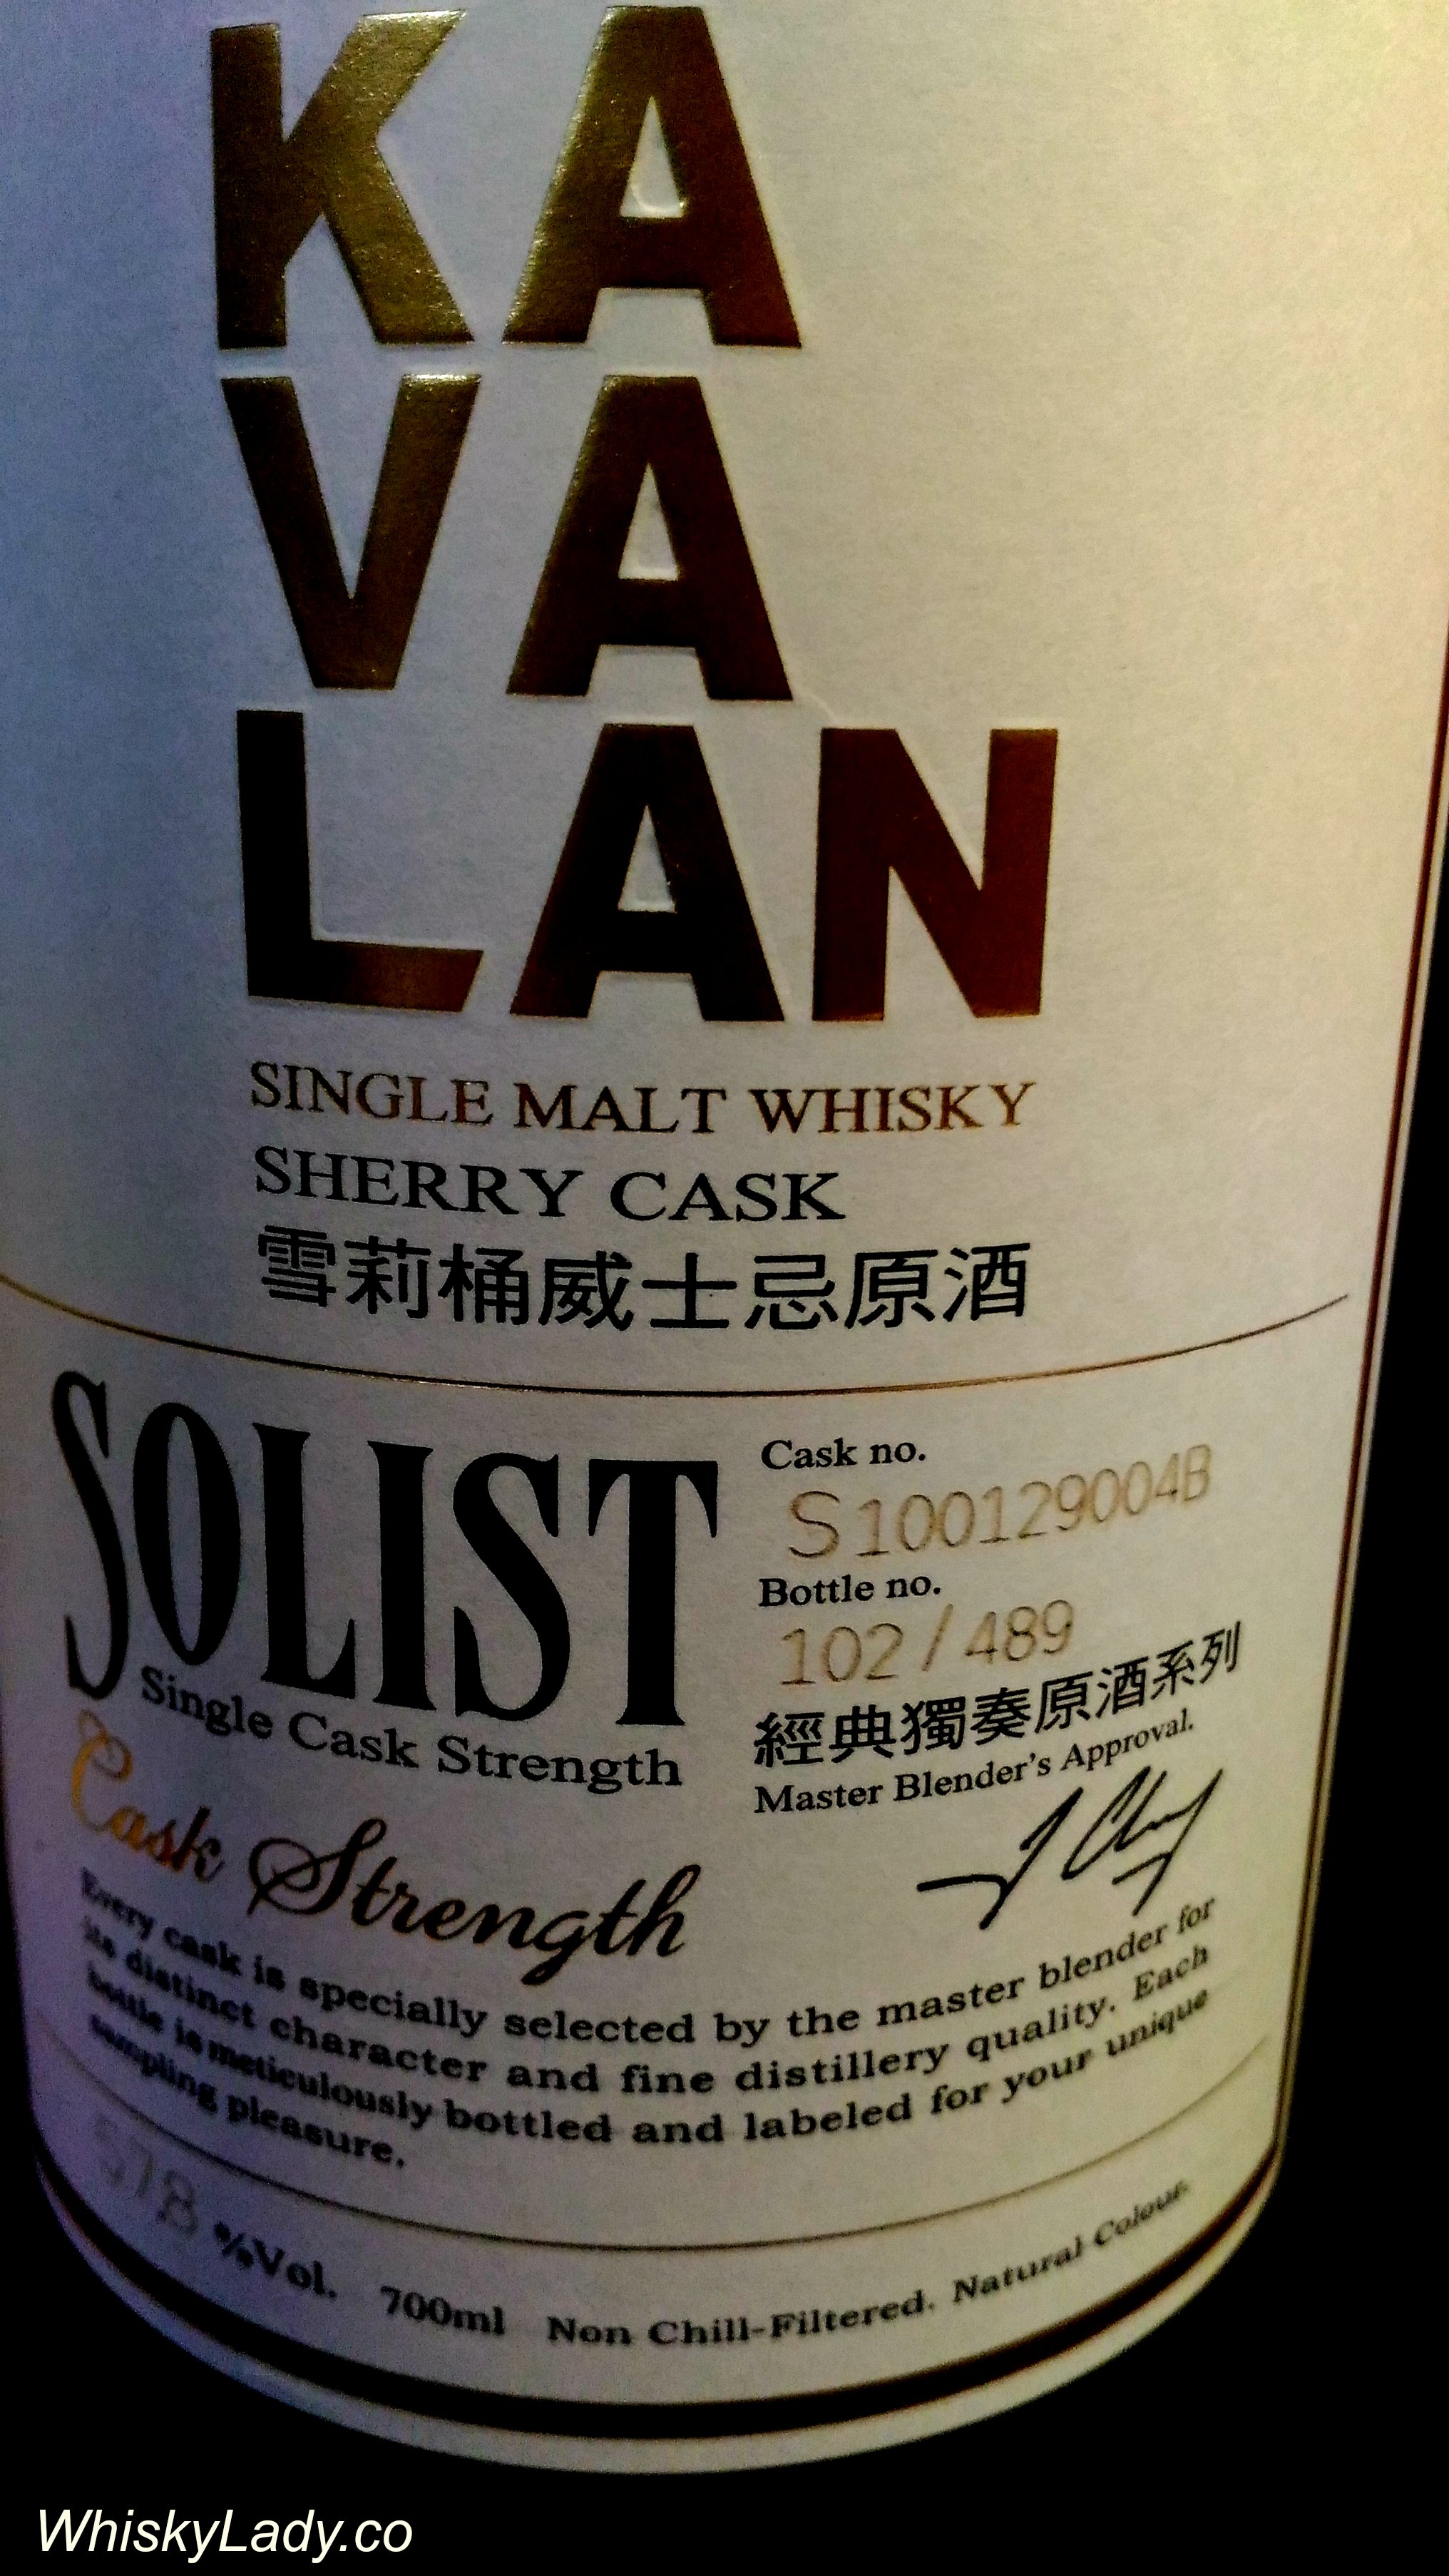 KA
VA
LAN
SINGLE MALT WHISKY
SHERRY CASK
雪莉桶威士忌原酒
SOLIST
Single Cask Strength
Cask Strength
Cask no.
S100129004B
Bottle no.
102/489
經典獨奏原酒系列
Master Blender's Approval.
Every cask is specially selected by the master blender for
its distinct character and fine distillery quality. Each
bottle is meticulously bottled and labeled for your unique
sampling pleasure.
%Vol. 700ml Non Chill-Filtered. Natural Colour.
WhiskyLady.co